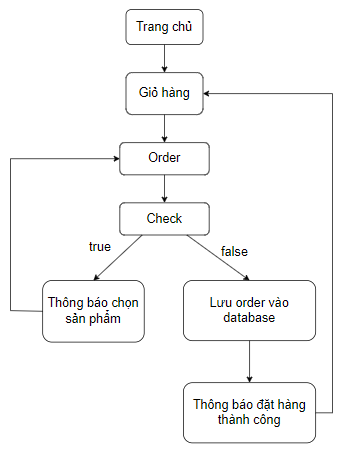 Trang chủ
Giỏ hàng
Order
Check
true
false
Thông báo chọn
sản phẩm
Lưu order vào
database
Thông báo đặt hàng
thành công